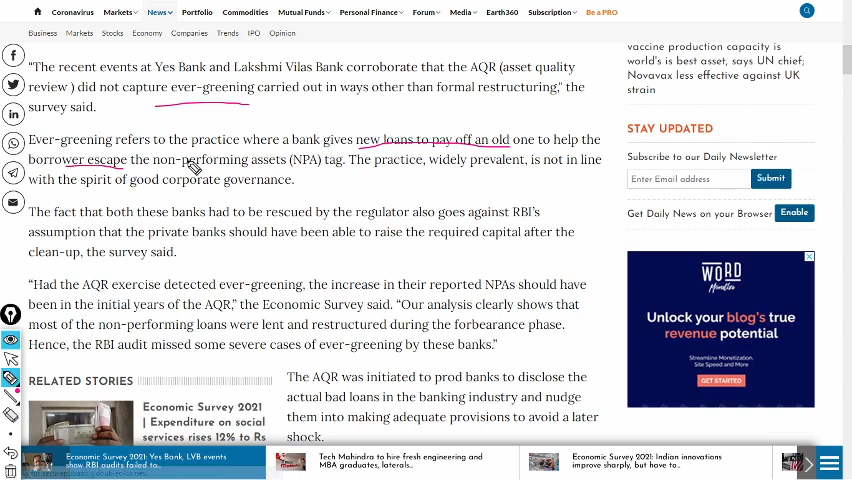 Coronavirus Markets News Portfolio Commodities Mutual Funds Personal Finance Forum Media Earth360 Subscription Be a PRO
Business Markets Stocks Economy Companies Trends IPO Opinion
"The recent events at Yes Bank and Lakshmi Vilas Bank corroborate that the AQR (asset quality
review ) did not capture ever-greening carried out in ways other than formal restructuring," the
survey said.
Ever-greening refers to the practice where a bank gives new loans to pay off an old one to help the
borrower escape the non-performing assets (NPA) tag. The practice, widely prevalent, is not in line
with the spirit of good corporate governance.
The fact that both these banks had to be rescued by the regulator also goes against RBI's
assumption that the private banks should have been able to raise the required capital after the
clean-up, the survey said.
“Had the AQR exercise detected ever-greening, the increase in their reported NPAs should have
been in the initial years of the AQR,” the Economic Survey said. “Our analysis clearly shows that
most of the non-performing loans were lent and restructured during the forbearance phase.
Hence, the RBI audit missed some severe cases of ever-greening by these banks.”
RELATED STORIES
Economic Survey 2021
| Expenditure on social
services rises 12% to Rs
The AQR was initiated to prod banks to disclose the
actual bad loans in the banking industry and nudge
them into making adequate provisions to avoid a later
shock.
vaccine production capacity is
world's is best asset, says UN chief;
Novavax less effective against UK
strain
STAY UPDATED
Subscribe to our Daily Newsletter
Enter Email address Submit
Get Daily News on your Browser Enable
WORD
Unlock your blog's true
revenue potential
Streamline Monetization.
Site Speed and More
GET STARTED
Economic Survey 2021: Yes Bank, LVB events
show RBI audits failed to..
Tech Mahindra to hire fresh engineering and
MBA graduates, laterals..
Economic Survey 2021: Indian innovations
improve sharply, but have to..